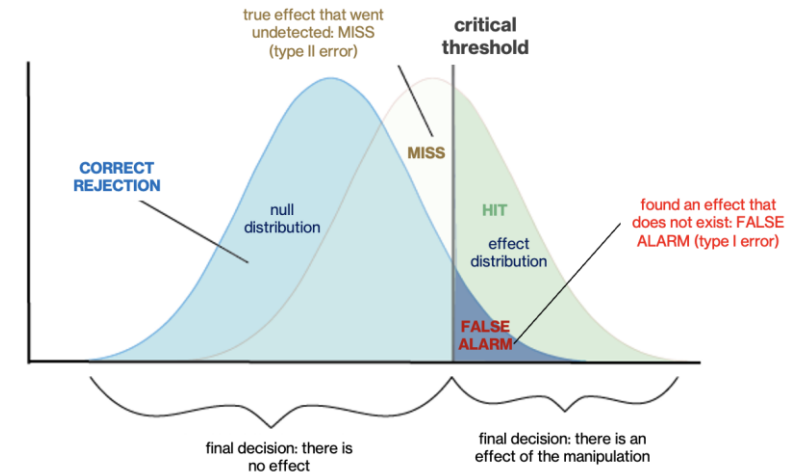 true effect that went
undetected: MISS
(type II error)
critical
threshold
MISS
CORRECT
REJECTION
null
distribution
HIT
effect
distribution
found an effect that
does not exist: FALSE
ALARM (type I error)
FALSE
ALARM
final decision: there is
no effect
final decision: there is an
effect of the manipulation